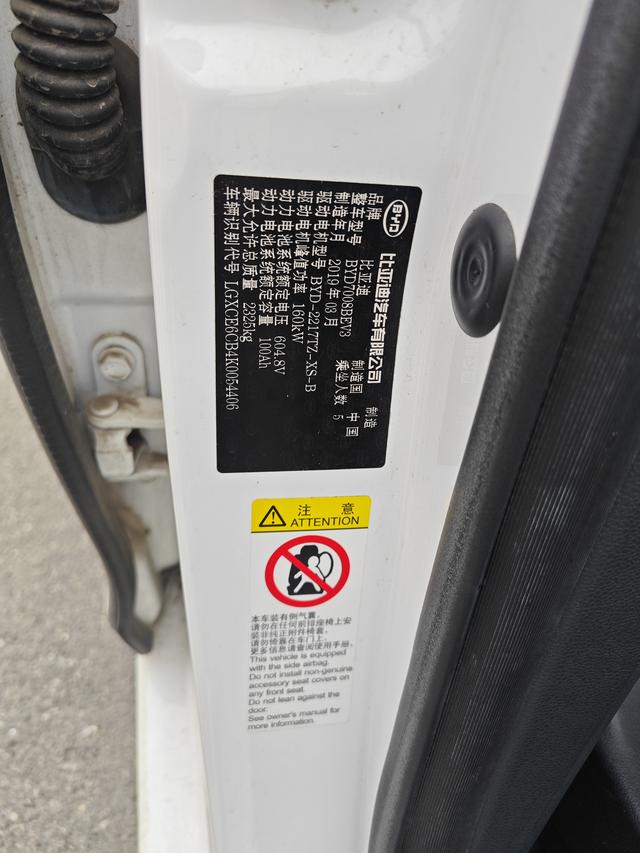 BYD
比亚迪汽车有限公司 制造
品牌 比亚迪 制造国 中国
整车型号 BYD7008BEV3 乘坐人数 5
制造年月 2019年03月
驱动电机型号 BYD-2217TZ-XS-B
驱动电机峰值功率 160kW
动力电池系统额定电压 604.8V
动力电池系统额定容量 100Ah
最大允许总质量 2325kg
车辆识别代号 LGXCE6CB4K0054406
注 意
ATTENTION
本车装有侧气囊。
请勿在任何前排座椅上安
装非纯正附件椅套。
请勿倚靠在车门上。
更多信息请查阅使用手册。
This vehicle is equipped
with the side airbag.
Do not install non-genuine
accessory seat covers on
any front seat.
Do not lean against the
door.
See owner's manual for
more information.